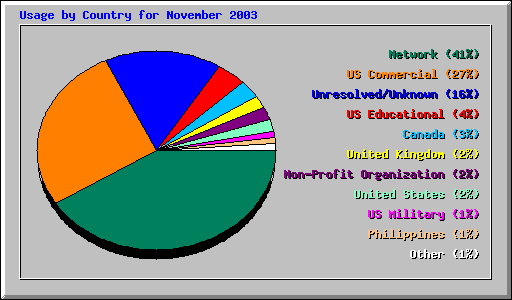 Usage by Country for November 2003
Network (41%)
US Commercial (27%)
Unresolved/Unknown (16%)
US Educational (4%)
Canada (3%)
United Kingdom (2%)
Non-Profit Organization (2%)
United States (2%)
US Military (1%)
Philippines (1%)
Other (1%)